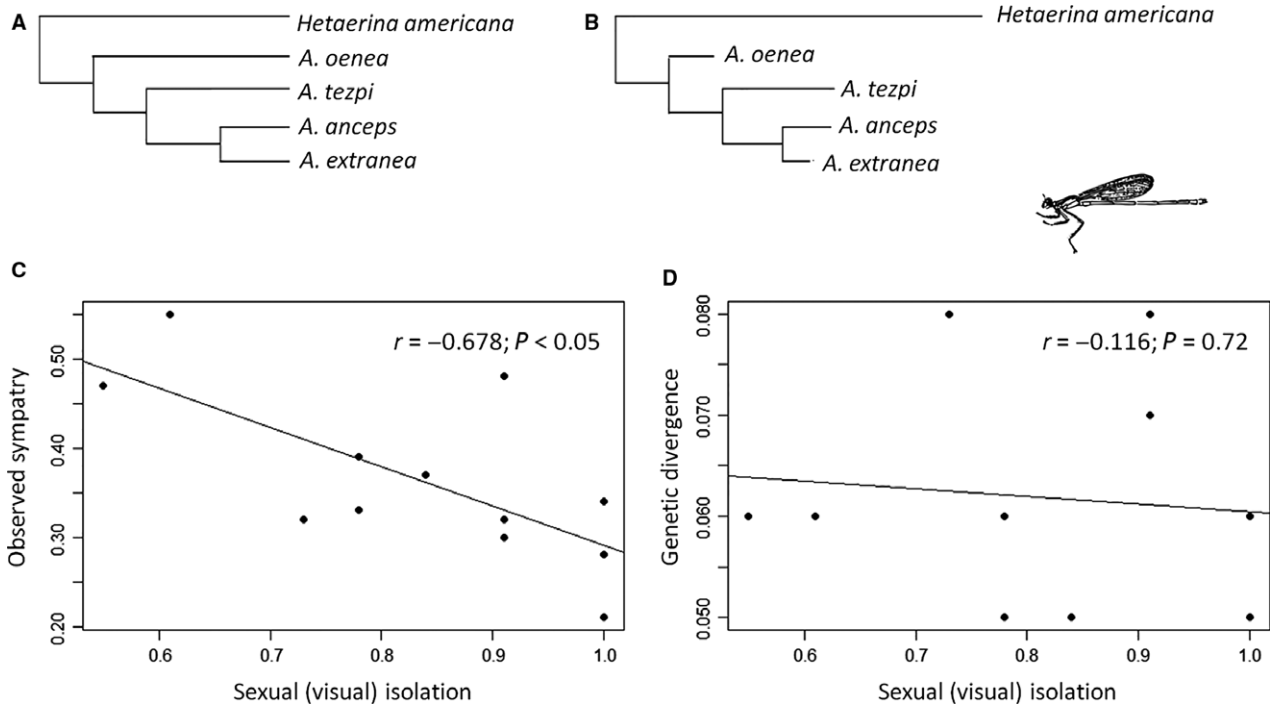 A
Hetaerina americana
A. oenea
A. tezpi
A. anceps
A. extranea
B
Hetaerina americana
A. oenea
A. tezpi
A. anceps
A. extranea
C
r = −0.678; P < 0.05
Observed sympatry
0.50
0.40
0.30
0.20
0.6 0.7 0.8 0.9 1.0
Sexual (visual) isolation
D
r = −0.116; P = 0.72
Genetic divergence
0.080
0.070
0.060
0.050
0.6 0.7 0.8 0.9 1.0
Sexual (visual) isolation